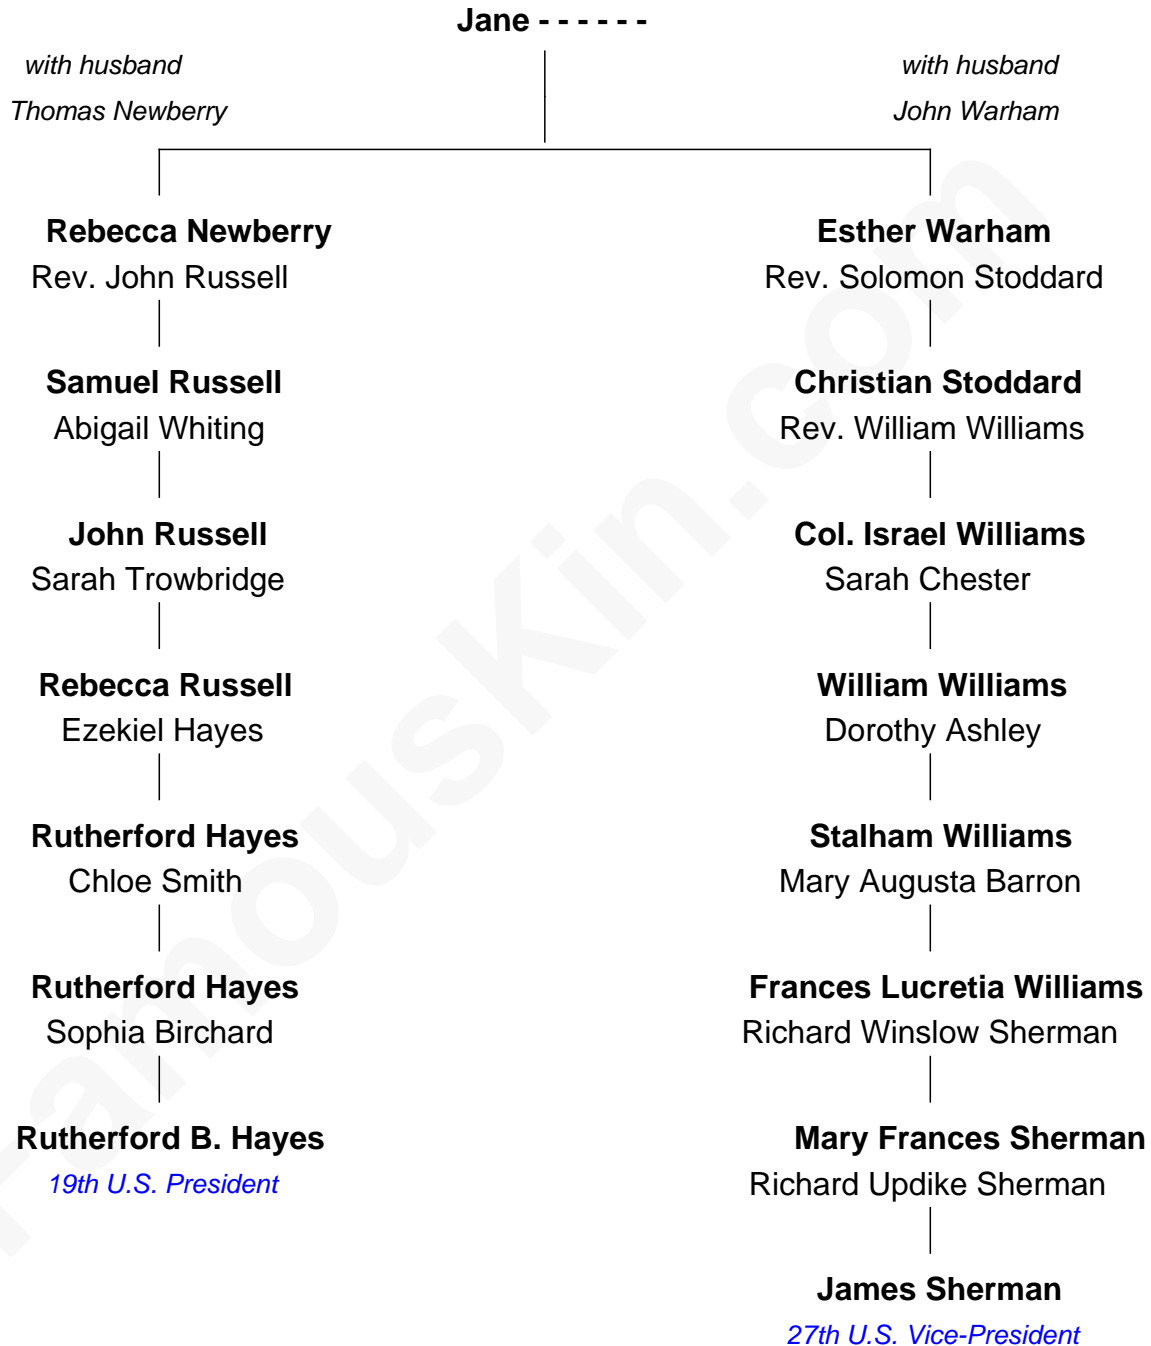 Jane - - - - - -
with husband
Thomas Newberry
with husband
John Warham
Rebecca Newberry
Rev. John Russell
Esther Warham
Rev. Solomon Stoddard
Samuel Russell
Abigail Whiting
Christian Stoddard
Rev. William Williams
John Russell
Sarah Trowbridge
Col. Israel Williams
Sarah Chester
Rebecca Russell
Ezekiel Hayes
William Williams
Dorothy Ashley
Rutherford Hayes
Chloe Smith
Stalham Williams
Mary Augusta Barron
Rutherford Hayes
Sophia Birchard
Frances Lucretia Williams
Richard Winslow Sherman
Rutherford B. Hayes
19th U.S. President
Mary Frances Sherman
Richard Updike Sherman
James Sherman
27th U.S. Vice-President
FamousKin.com